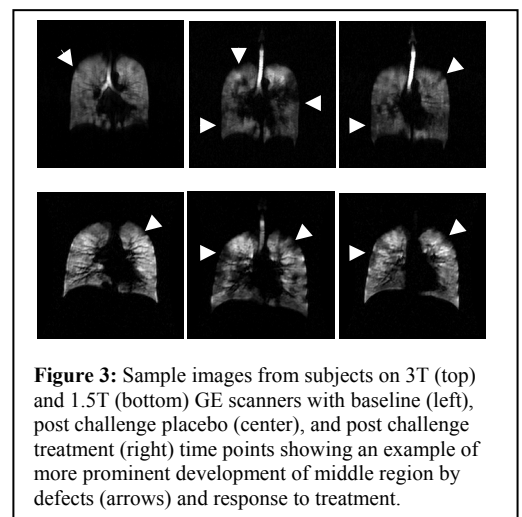 Figure 3: Sample images from subjects on 3T (top)
and 1.5T (bottom) GE scanners with baseline (left),
post challenge placebo (center), and post challenge
treatment (right) time points showing an example of
more prominent development of middle region by
defects (arrows) and response to treatment.